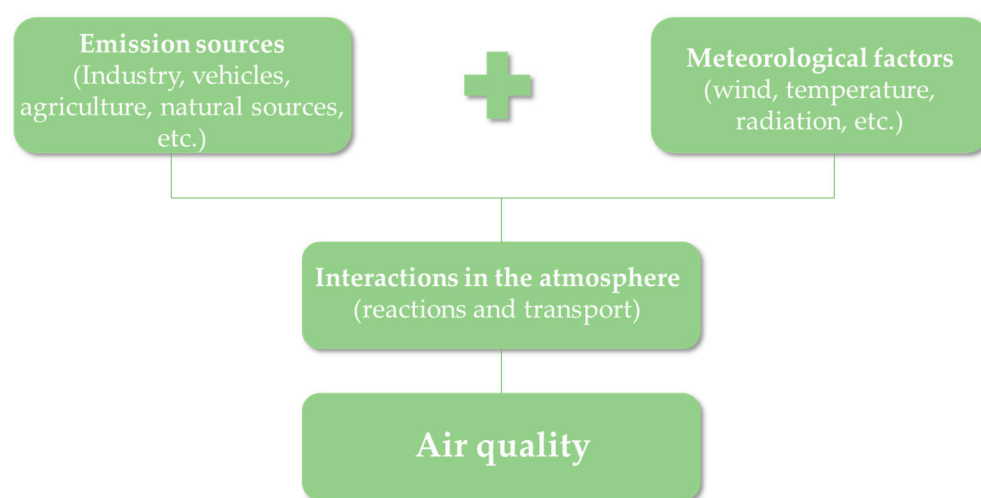 Emission sources
(Industry, vehicles,
agriculture, natural sources,
etc.)
Meteorological factors
(wind, temperature,
radiation, etc.)
Interactions in the atmosphere
(reactions and transport)
Air quality